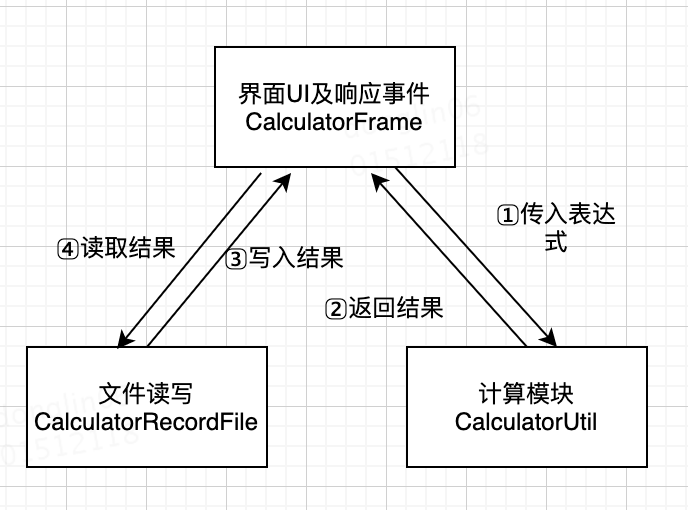 界面UI及响应事件
CalculatorFrame
①传入表达
式
④读取结果
③写入结果
②返回结果
文件读写
CalculatorRecordFile
计算模块
CalculatorUtil
01512118
01512118